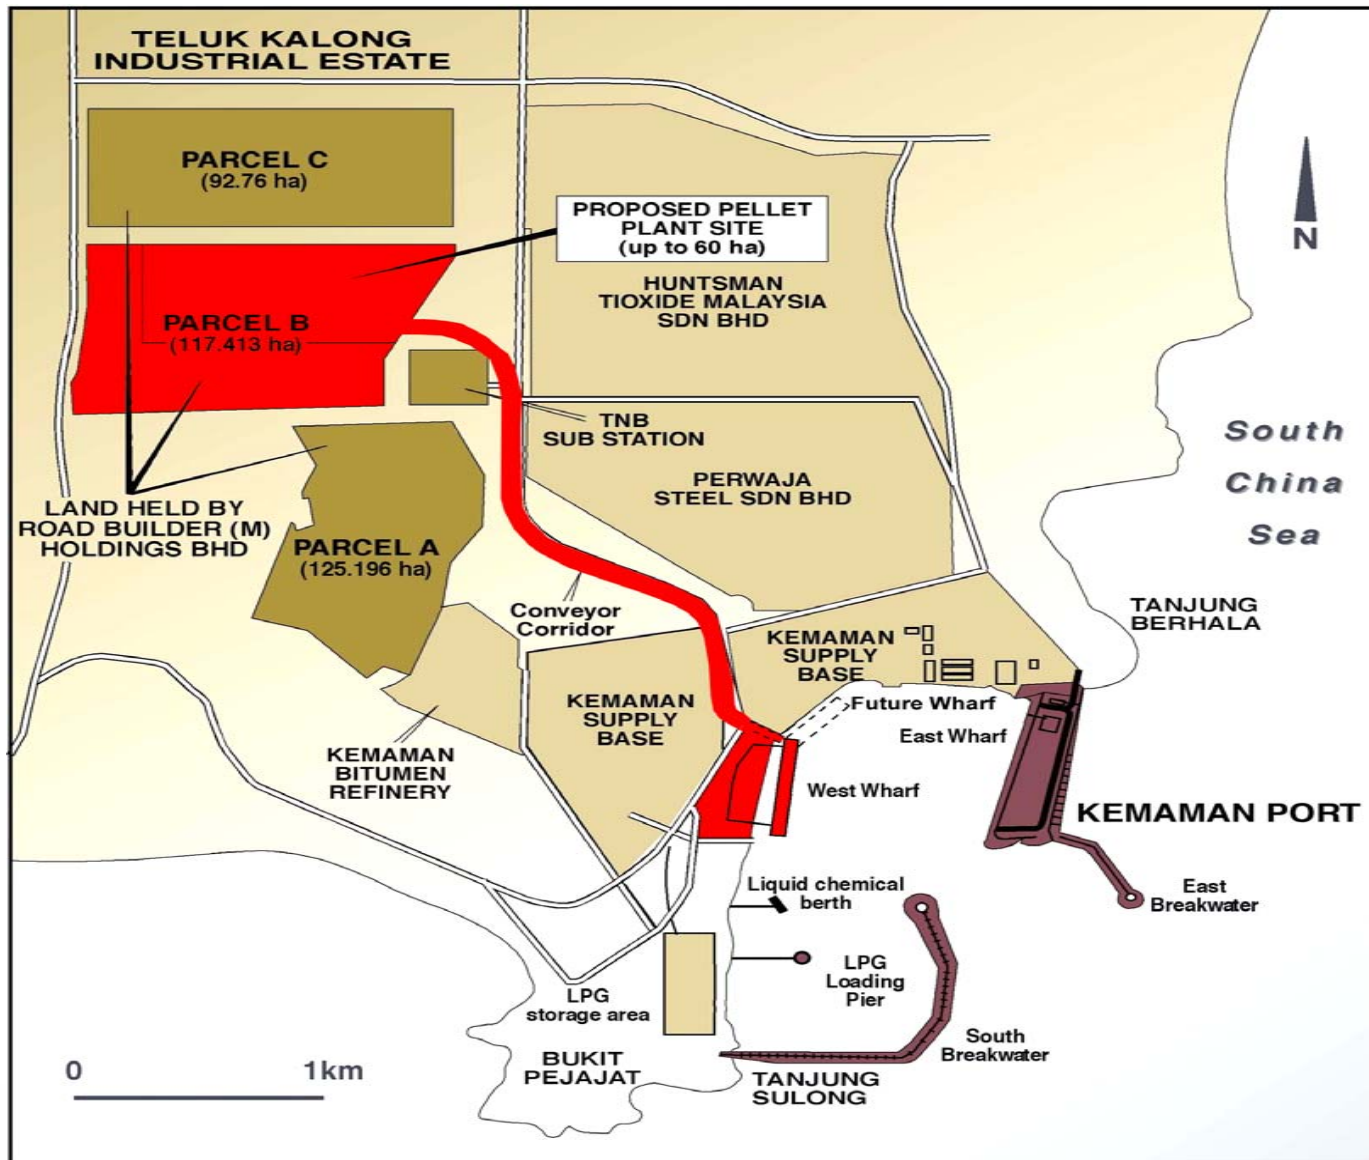 TELUK KALONG
INDUSTRIAL ESTATE
PARCEL C
(92.76 ha)
PROPOSED PELLET
PLANT SITE
(up to 60 ha)
N
HUNTSMAN
TIOXIDE MALAYSIA
SDN BHD
PARCEL B
(117.413 ha)
TNB
SUB STATION
South
China
Sea
PERWAJA
STEEL SDN BHD
LAND HELD BY
ROAD BUILDER (M)
HOLDINGS BHD
PARCEL A
(125.196 ha)
Conveyor
Corridor
TANJUNG
BERHALA
KEMAMAN
SUPPLY
BASE
KEMAMAN
SUPPLY
BASE
Future Wharf
East Wharf
KEMAMAN
BITUMEN
REFINERY
West Wharf
KEMAMAN PORT
Liquid chemical
berth
East
Breakwater
LPG
Loading
Pier
LPG
storage area
South
Breakwater
BUKIT
PEJAJAT
TANJUNG
SULONG
0 1km